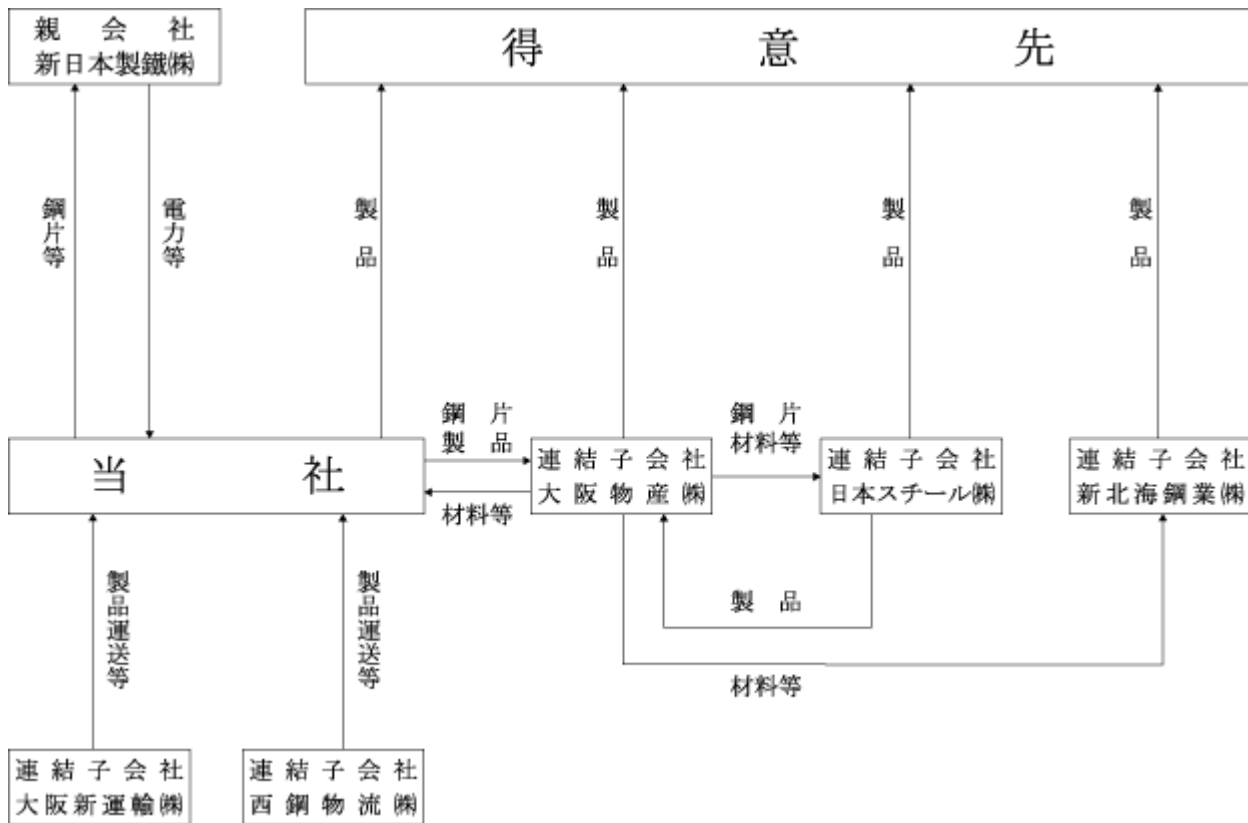 親会社
新日本製鐵㈱
得意先
鋼片等
電力等
製品
製品
製品
製品
当社
鋼片
製品
材料等
連結子会社
大阪物産㈱
鋼片
材料等
連結子会社
日本スチール㈱
連結子会社
新北海鋼業㈱
製品
材料等
製品運送等
製品運送等
連結子会社
大阪新運輸㈱
連結子会社
西鋼物流㈱